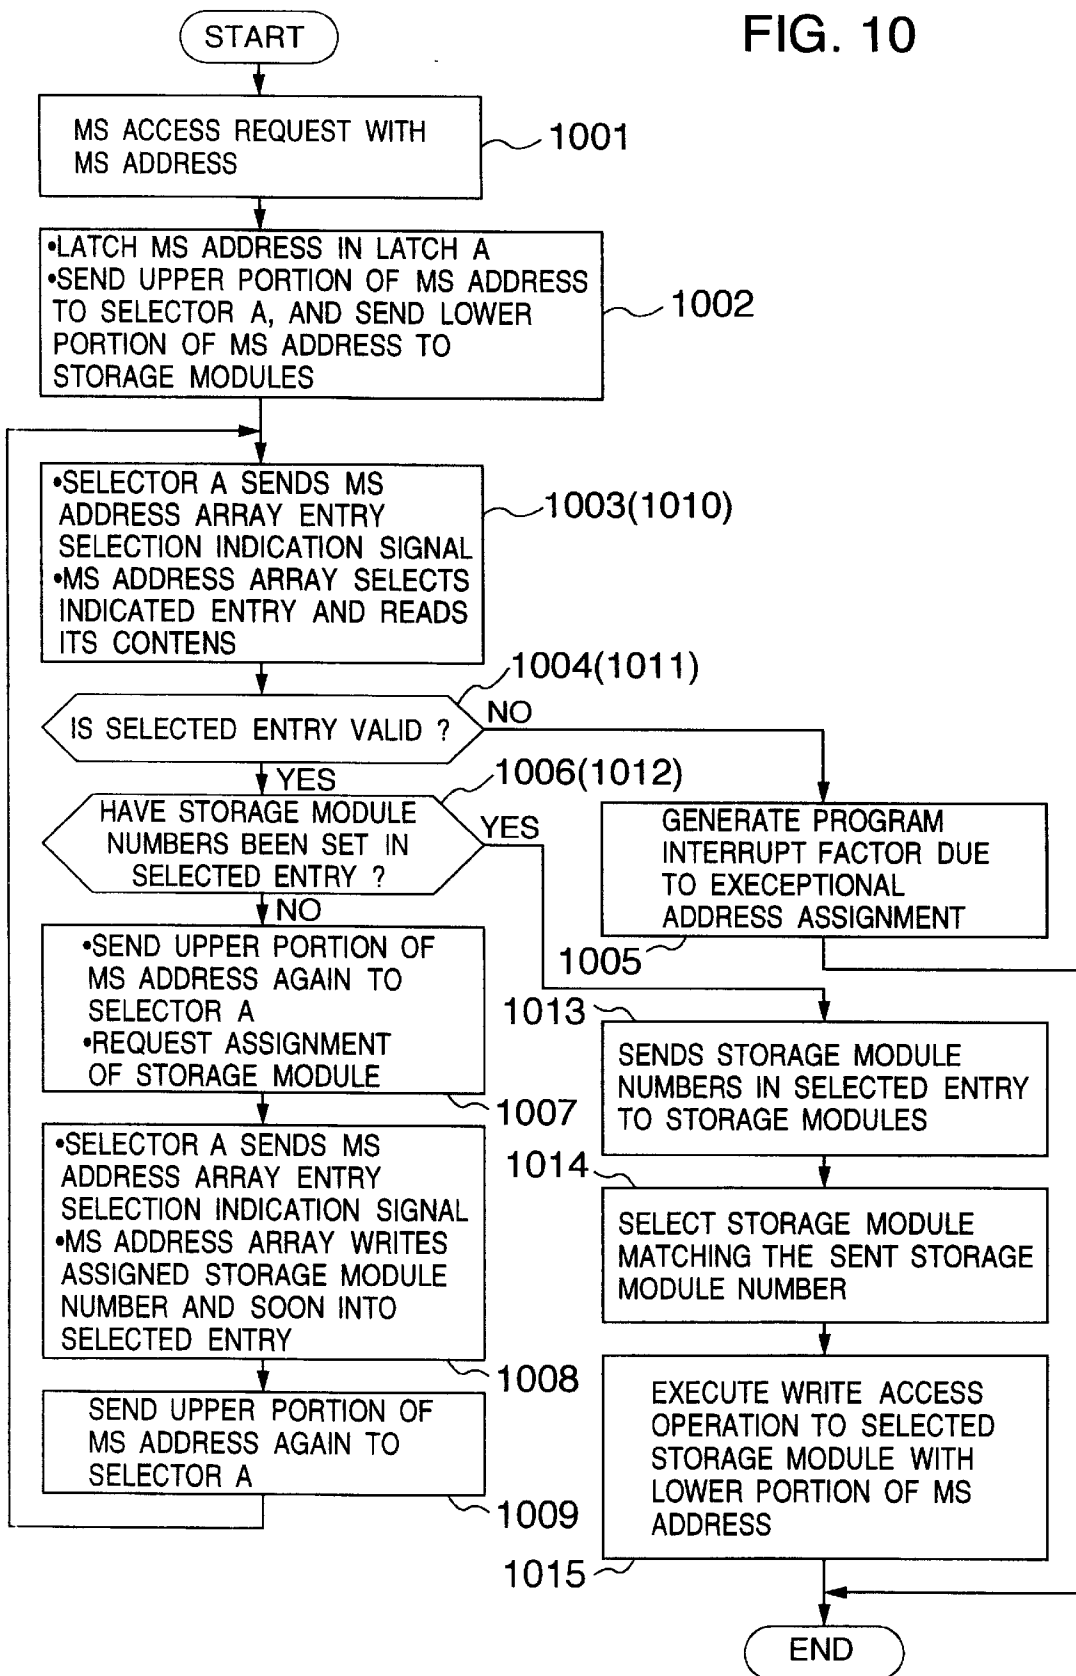 FIG. 10
START
MS ACCESS REQUEST WITH
MS ADDRESS
1001
•LATCH MS ADDRESS IN LATCH A
•SEND UPPER PORTION OF MS ADDRESS
TO SELECTOR A, AND SEND LOWER
PORTION OF MS ADDRESS TO
STORAGE MODULES
1002
•SELECTOR A SENDS MS
ADDRESS ARRAY ENTRY
SELECTION INDICATION SIGNAL
•MS ADDRESS ARRAY SELECTS
INDICATED ENTRY AND READS
ITS CONTENS
1003(1010)
1004(1011)
IS SELECTED ENTRY VALID ?
NO
YES
1006(1012)
HAVE STORAGE MODULE
NUMBERS BEEN SET IN
SELECTED ENTRY ?
YES
NO
GENERATE PROGRAM
INTERRUPT FACTOR DUE
TO EXECEPTIONAL
ADDRESS ASSIGNMENT
1005
•SEND UPPER PORTION OF
MS ADDRESS AGAIN TO
SELECTOR A
•REQUEST ASSIGNMENT
OF STORAGE MODULE
1007
•SELECTOR A SENDS MS
ADDRESS ARRAY ENTRY
SELECTION INDICATION SIGNAL
•MS ADDRESS ARRAY WRITES
ASSIGNED STORAGE MODULE
NUMBER AND SOON INTO
SELECTED ENTRY
1008
SEND UPPER PORTION OF
MS ADDRESS AGAIN TO
SELECTOR A
1009
1013
SENDS STORAGE MODULE
NUMBERS IN SELECTED ENTRY
TO STORAGE MODULES
1014
SELECT STORAGE MODULE
MATCHING THE SENT STORAGE
MODULE NUMBER
EXECUTE WRITE ACCESS
OPERATION TO SELECTED
STORAGE MODULE WITH
LOWER PORTION OF MS
ADDRESS
1015
END